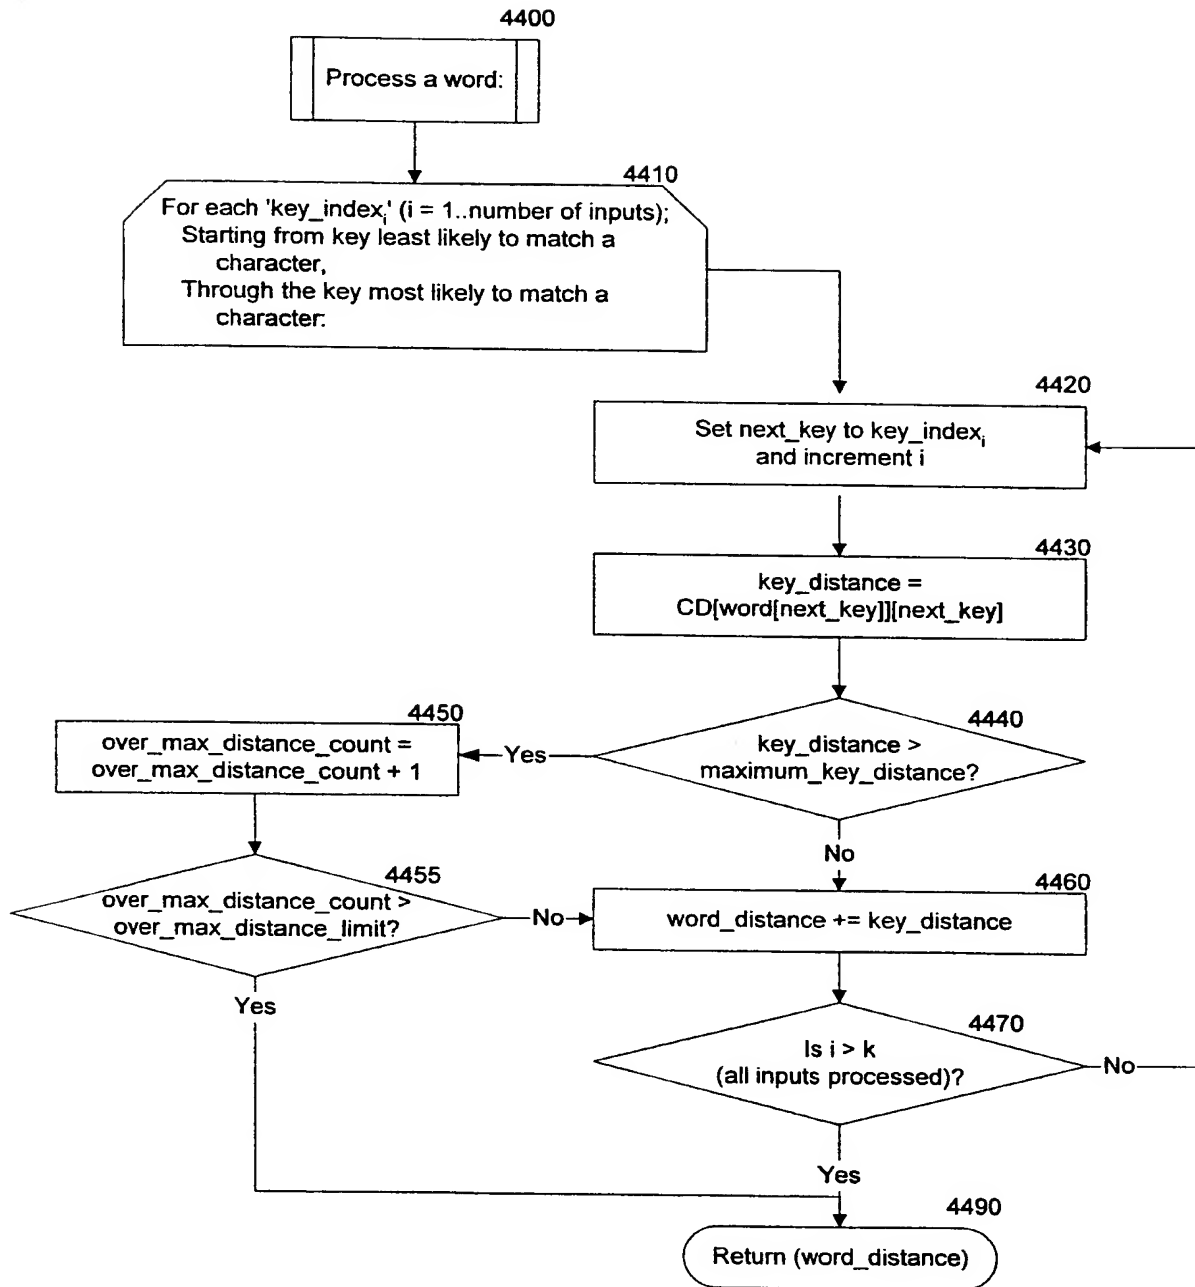 4400
Process a word:
4410
For each 'key_index_i' (i = 1..number of inputs);
Starting from key least likely to match a
character,
Through the key most likely to match a
character:
4420
Set next_key to key_index_i
and increment i
4430
key_distance =
CD[word[next_key]][next_key]
4440
key_distance >
maximum_key_distance?
Yes
4450
over_max_distance_count =
over_max_distance_count + 1
No
4455
over_max_distance_count >
over_max_distance_limit?
No
4460
word_distance += key_distance
Yes
4470
Is i > k
(all inputs processed)?
No
Yes
4490
Return (word_distance)